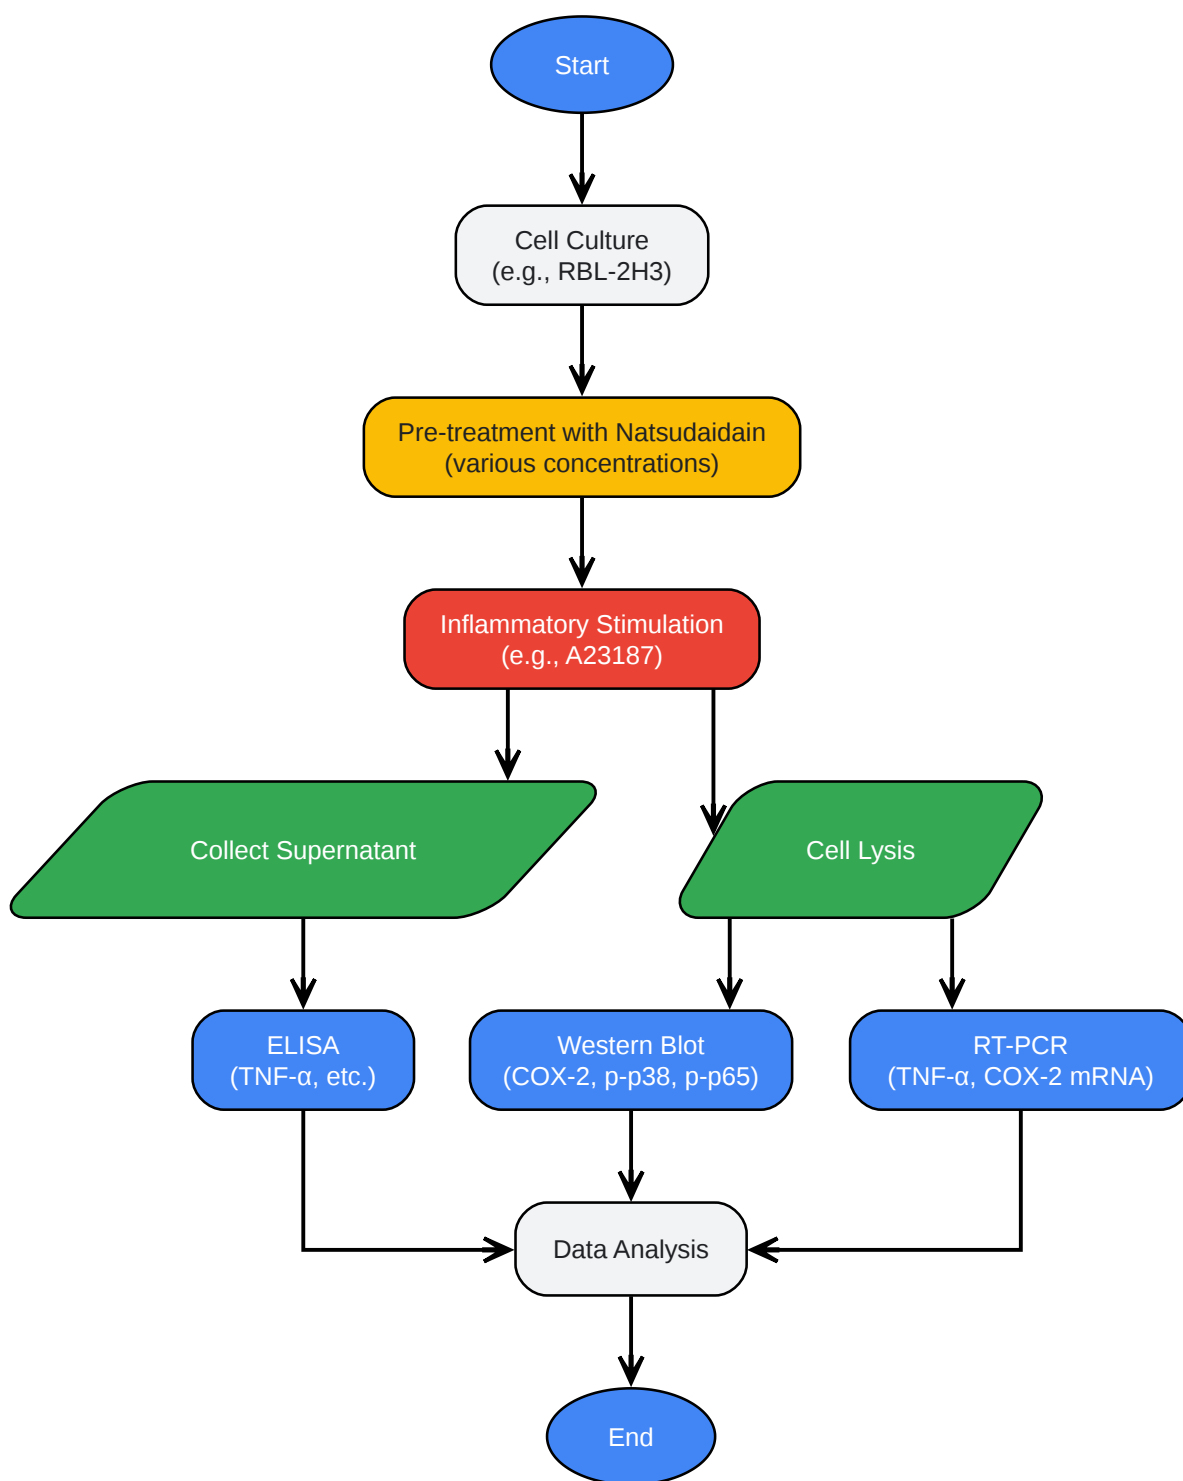 Start
Cell Culture
(e.g., RBL-2H3)
Pre-treatment with Natsudaidain
(various concentrations)
Inflammatory Stimulation
(e.g., A23187)
Collect Supernatant
Cell Lysis
ELISA
(TNF-α, etc.)
Western Blot
(COX-2, p-p38, p-p65)
RT-PCR
(TNF-α, COX-2 mRNA)
Data Analysis
End